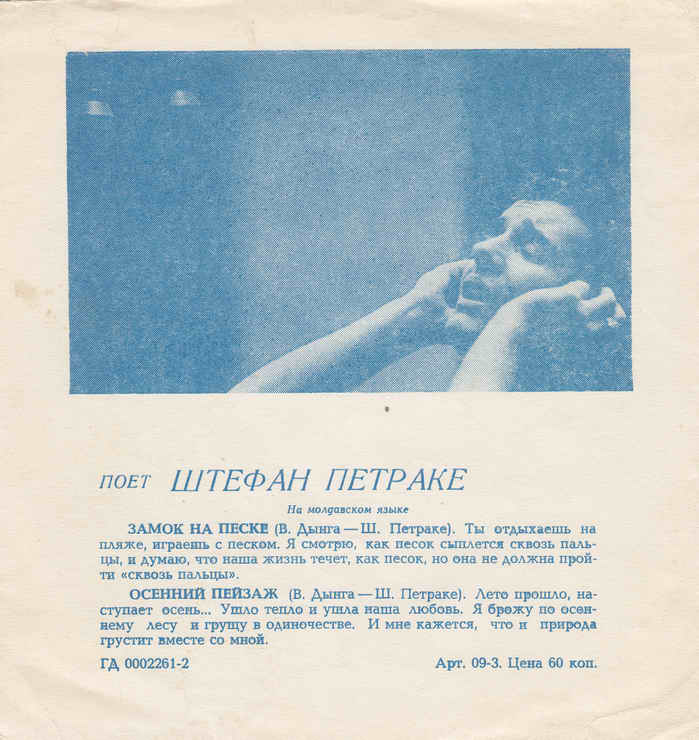 ПОЕТ ШТЕФАН ПЕТРАКЕ
На молдавском языке
ЗАМОК НА ПЕСКЕ (В. Дынга — Ш. Петраке). Ты отдыхаешь на
пляже, играешь с песком. Я смотрю, как песок сыплется сквозь паль-
цы, и думаю, что наша жизнь течет, как песок, но она не должна прой-
ти «сквозь пальцы».
ОСЕННИЙ ПЕЙЗАЖ (В. Дынга — Ш. Петраке). Лето прошло, на-
ступает осень... Ушло тепло и ушла наша любовь. Я брожу по осен-
нему лесу и грущу в одиночестве. И мне кажется, что и природа
грустит вместе со мной.
ГД 0002261-2 Арт. 09-3. Цена 60 коп.